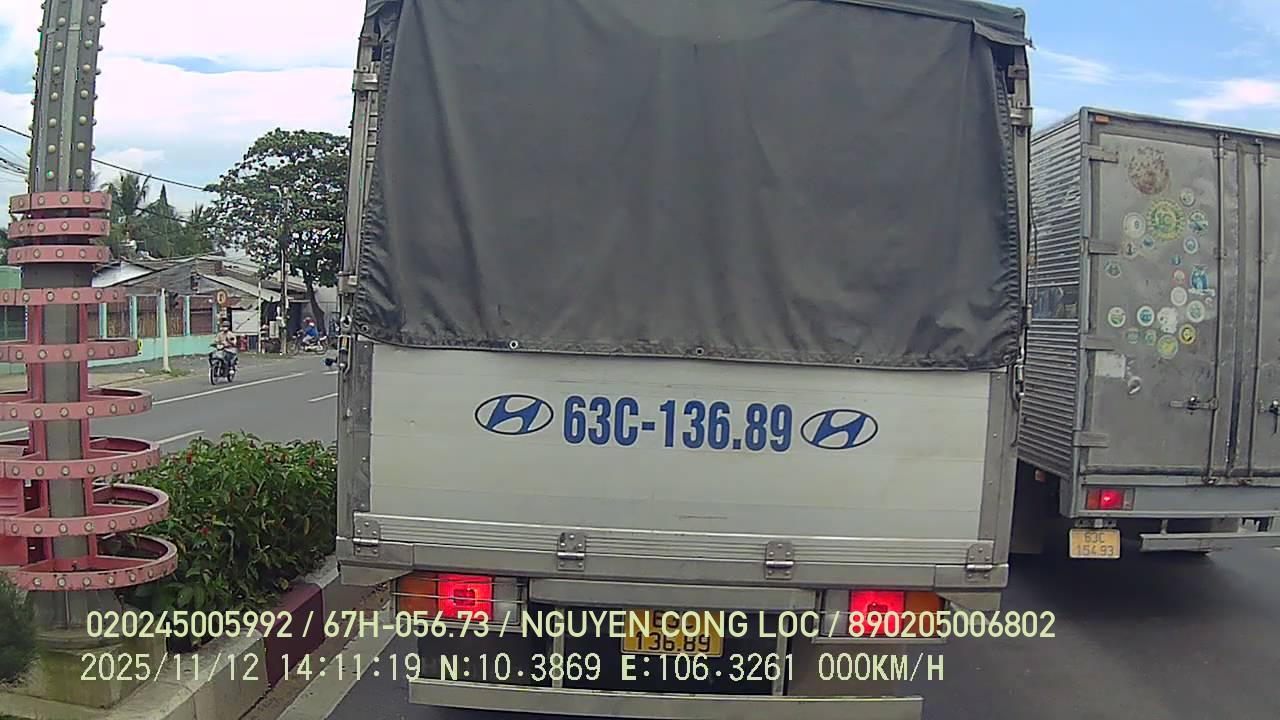 63C-136.89
63C
154.93
136.89
020245005992 / 67H-056.73 / NGUYEN CONG LOC / 890205006802
2025/11/12 14:11:19 N:10.3869 E:106.3261 000KM/H